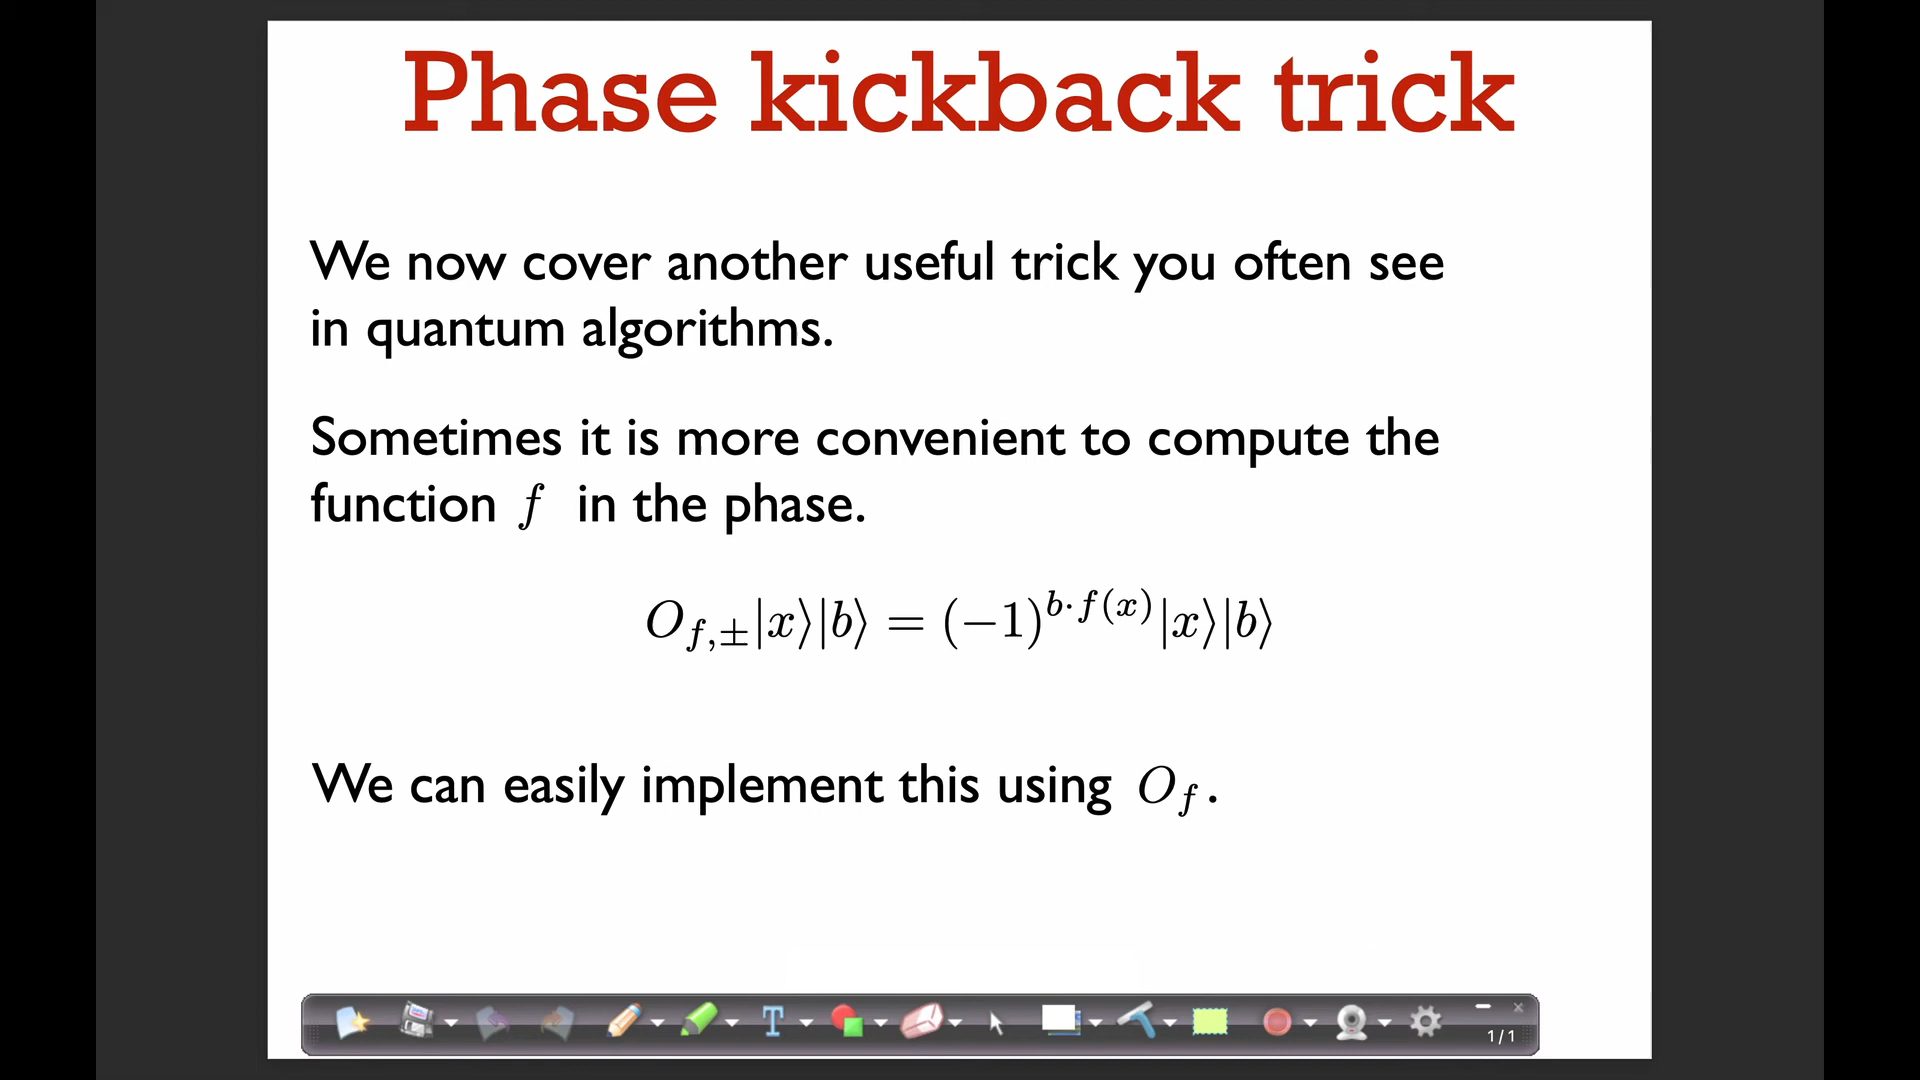 Phase kickback trick
We now cover another useful trick you often see
in quantum algorithms.
Sometimes it is more convenient to compute the
function f in the phase.
O_{f,±}|x⟩|b⟩ = (−1)^{b·f(x)}|x⟩|b⟩
We can easily implement this using O_f.
T
1/1